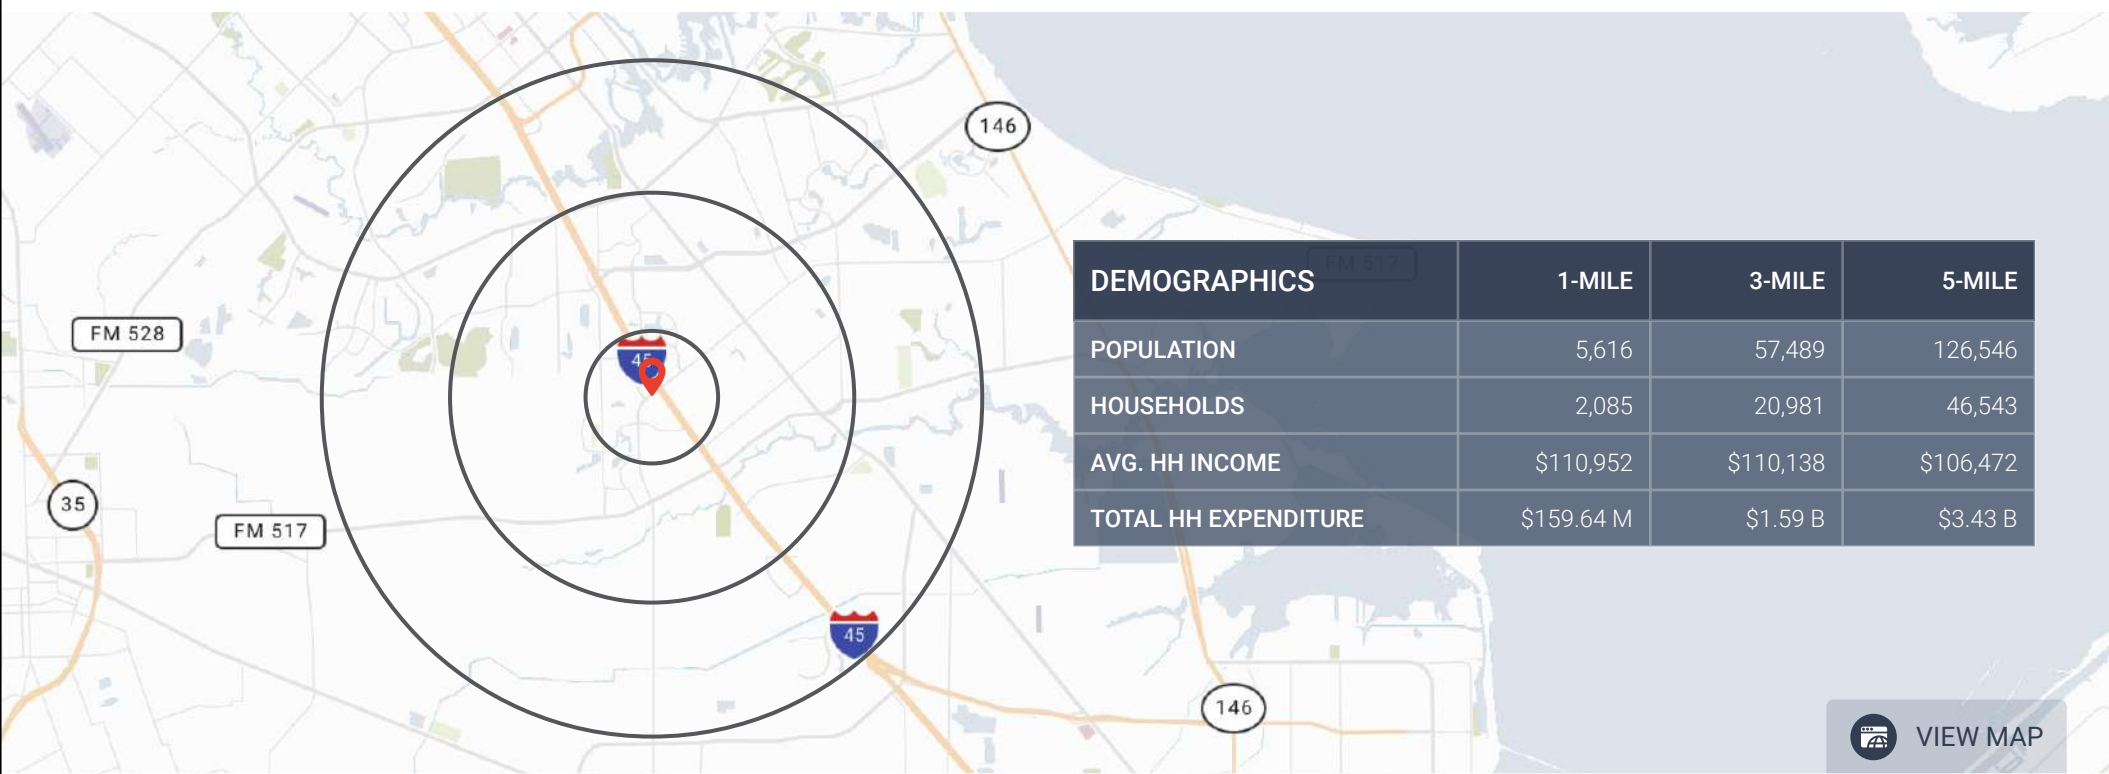 146
FM 528
45
35
FM 517
45
146
FM 517
DEMOGRAPHICS 1-MILE 3-MILE 5-MILE
POPULATION 5,616 57,489 126,546
HOUSEHOLDS 2,085 20,981 46,543
AVG. HH INCOME $110,952 $110,138 $106,472
TOTAL HH EXPENDITURE $159.64 M $1.59 B $3.43 B
VIEW MAP